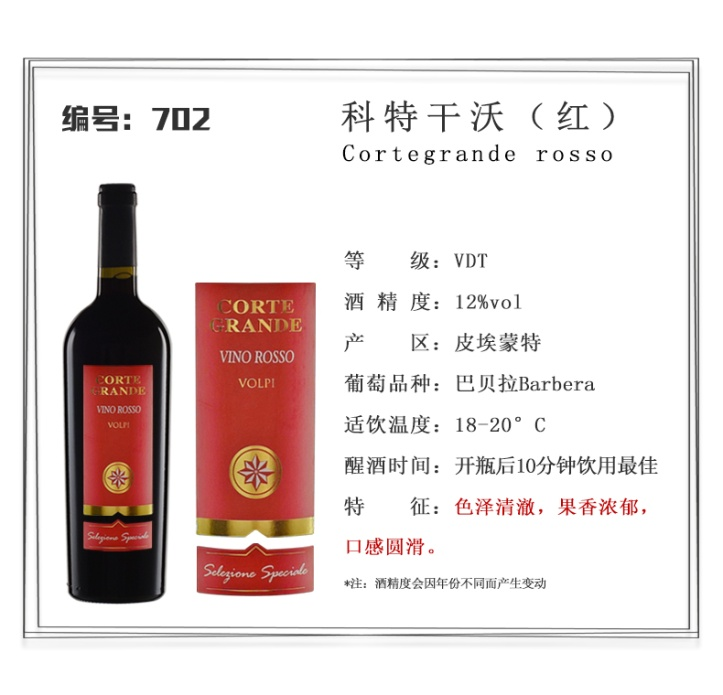 编号：702
科特干沃（红）
Cortegrande rosso
等 级：VDT
酒 精 度：12%vol
产 区：皮埃蒙特
葡萄品种：巴贝拉Barbera
适饮温度：18-20°C
醒酒时间：开瓶后10分钟饮用最佳
特 征：色泽清澈，果香浓郁，
口感圆滑。
*注：酒精度会因年份不同而产生变动
CORTE
GRANDE
VINO ROSSO
VOLPI
Selezione Speciale
CORTE
GRANDE
VINO ROSSO
VOLPI
Selezione Speciale